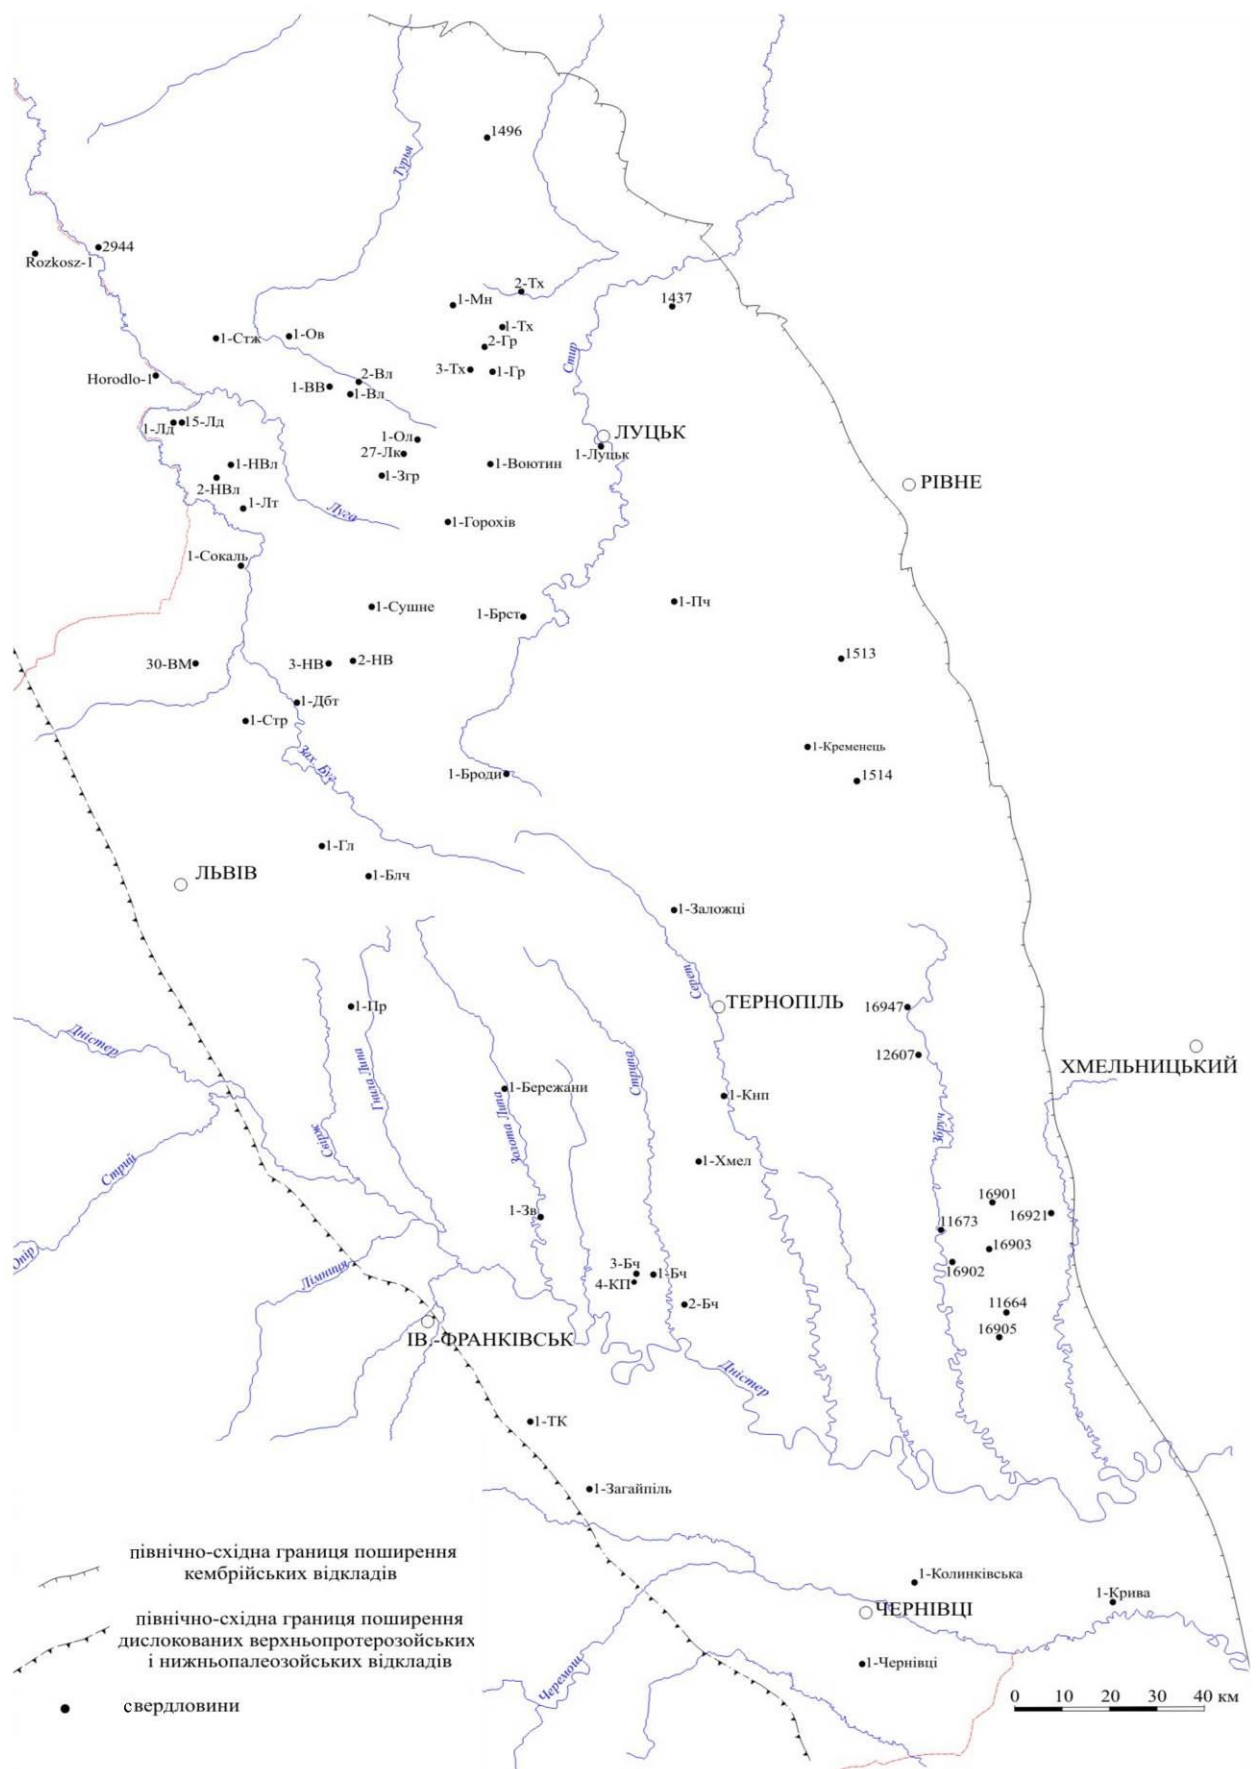 1496
Турья
2944
Rozkosz-1
2-Тх
1-Мн
1437
1-Тх
1-Стж
1-Ов
2-Гр
Стир
3-Тх
1-Гр
Horodlo-1
2-Вл
1-ВВ
1-Вл
1-Лд
15-Лд
1-Ол
ЛУЦЬК
27-Лк
1-Луцьк
1-НВл
1-Воютин
1-Згр
2-НВл
РІВНЕ
1-Лт
Луга
1-Горохів
1-Сокаль
1-Сушне
1-Брст
1-Пч
30-ВМ
3-НВ
2-НВ
1513
1-Дбт
1-Стр
1-Кременець
Зах. Буг
1-Броди
1514
1-Гл
ЛЬВІВ
1-Блч
1-Заложці
Серет
1-Пр
ТЕРНОПІЛЬ
16947
Дністер
12607
ХМЕЛЬНИЦЬКИЙ
Гнила Липа
Стрипа
1-Бережани
1-Кнп
Свірж
Золота Липа
Збруч
Стрий
1-Хмел
16901
1-Зв
16921
11673
Опір
16903
Лімниця
3-Бч
1-Бч
16902
4-КП
2-Бч
11664
ІВ.-ФРАНКІВСЬК
16905
Дністер
1-ТК
1-Загайпіль
північно-східна границя поширення
кембрійських відкладів
1-Колинківська
1-Крива
ЧЕРНІВЦІ
північно-східна границя поширення
дислокованих верхньопротерозойських
і нижньопалеозойських відкладів
1-Чернівці
Черемош
свердловини
0 10 20 30 40 км